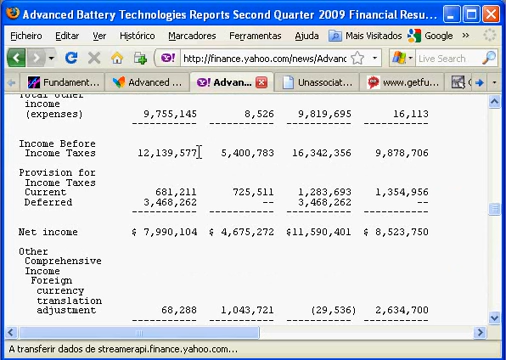 Advanced Battery Technologies Reports Second Quarter 2009 Financial Resu...
Ficheiro Editar Ver Histórico Marcadores Ferramentas Ajuda Mais Visitados Google »
http://finance.yahoo.com/news/Advanc Live Search
Fundament... Advanced ... Advan... Unassociat... www.getfu...
Total other
income
(expenses) 9,755,145 8,526 9,819,695 16,113
----------- ----------- ----------- -----------
Income Before
Income Taxes 12,139,577 5,400,783 16,342,356 9,878,706
Provision for
Income Taxes
Current 681,211 725,511 1,283,693 1,354,956
Deferred 3,468,262 -- 3,468,262 --
----------- ----------- ----------- -----------
Net income $ 7,990,104 $ 4,675,272 $11,590,401 $ 8,523,750
Other
Comprehensive
Income
Foreign
currency
translation
adjustment 68,288 1,043,721 (29,536) 2,634,700
----------- ----------- ----------- -----------
A transferir dados de streamerapi.finance.yahoo.com...